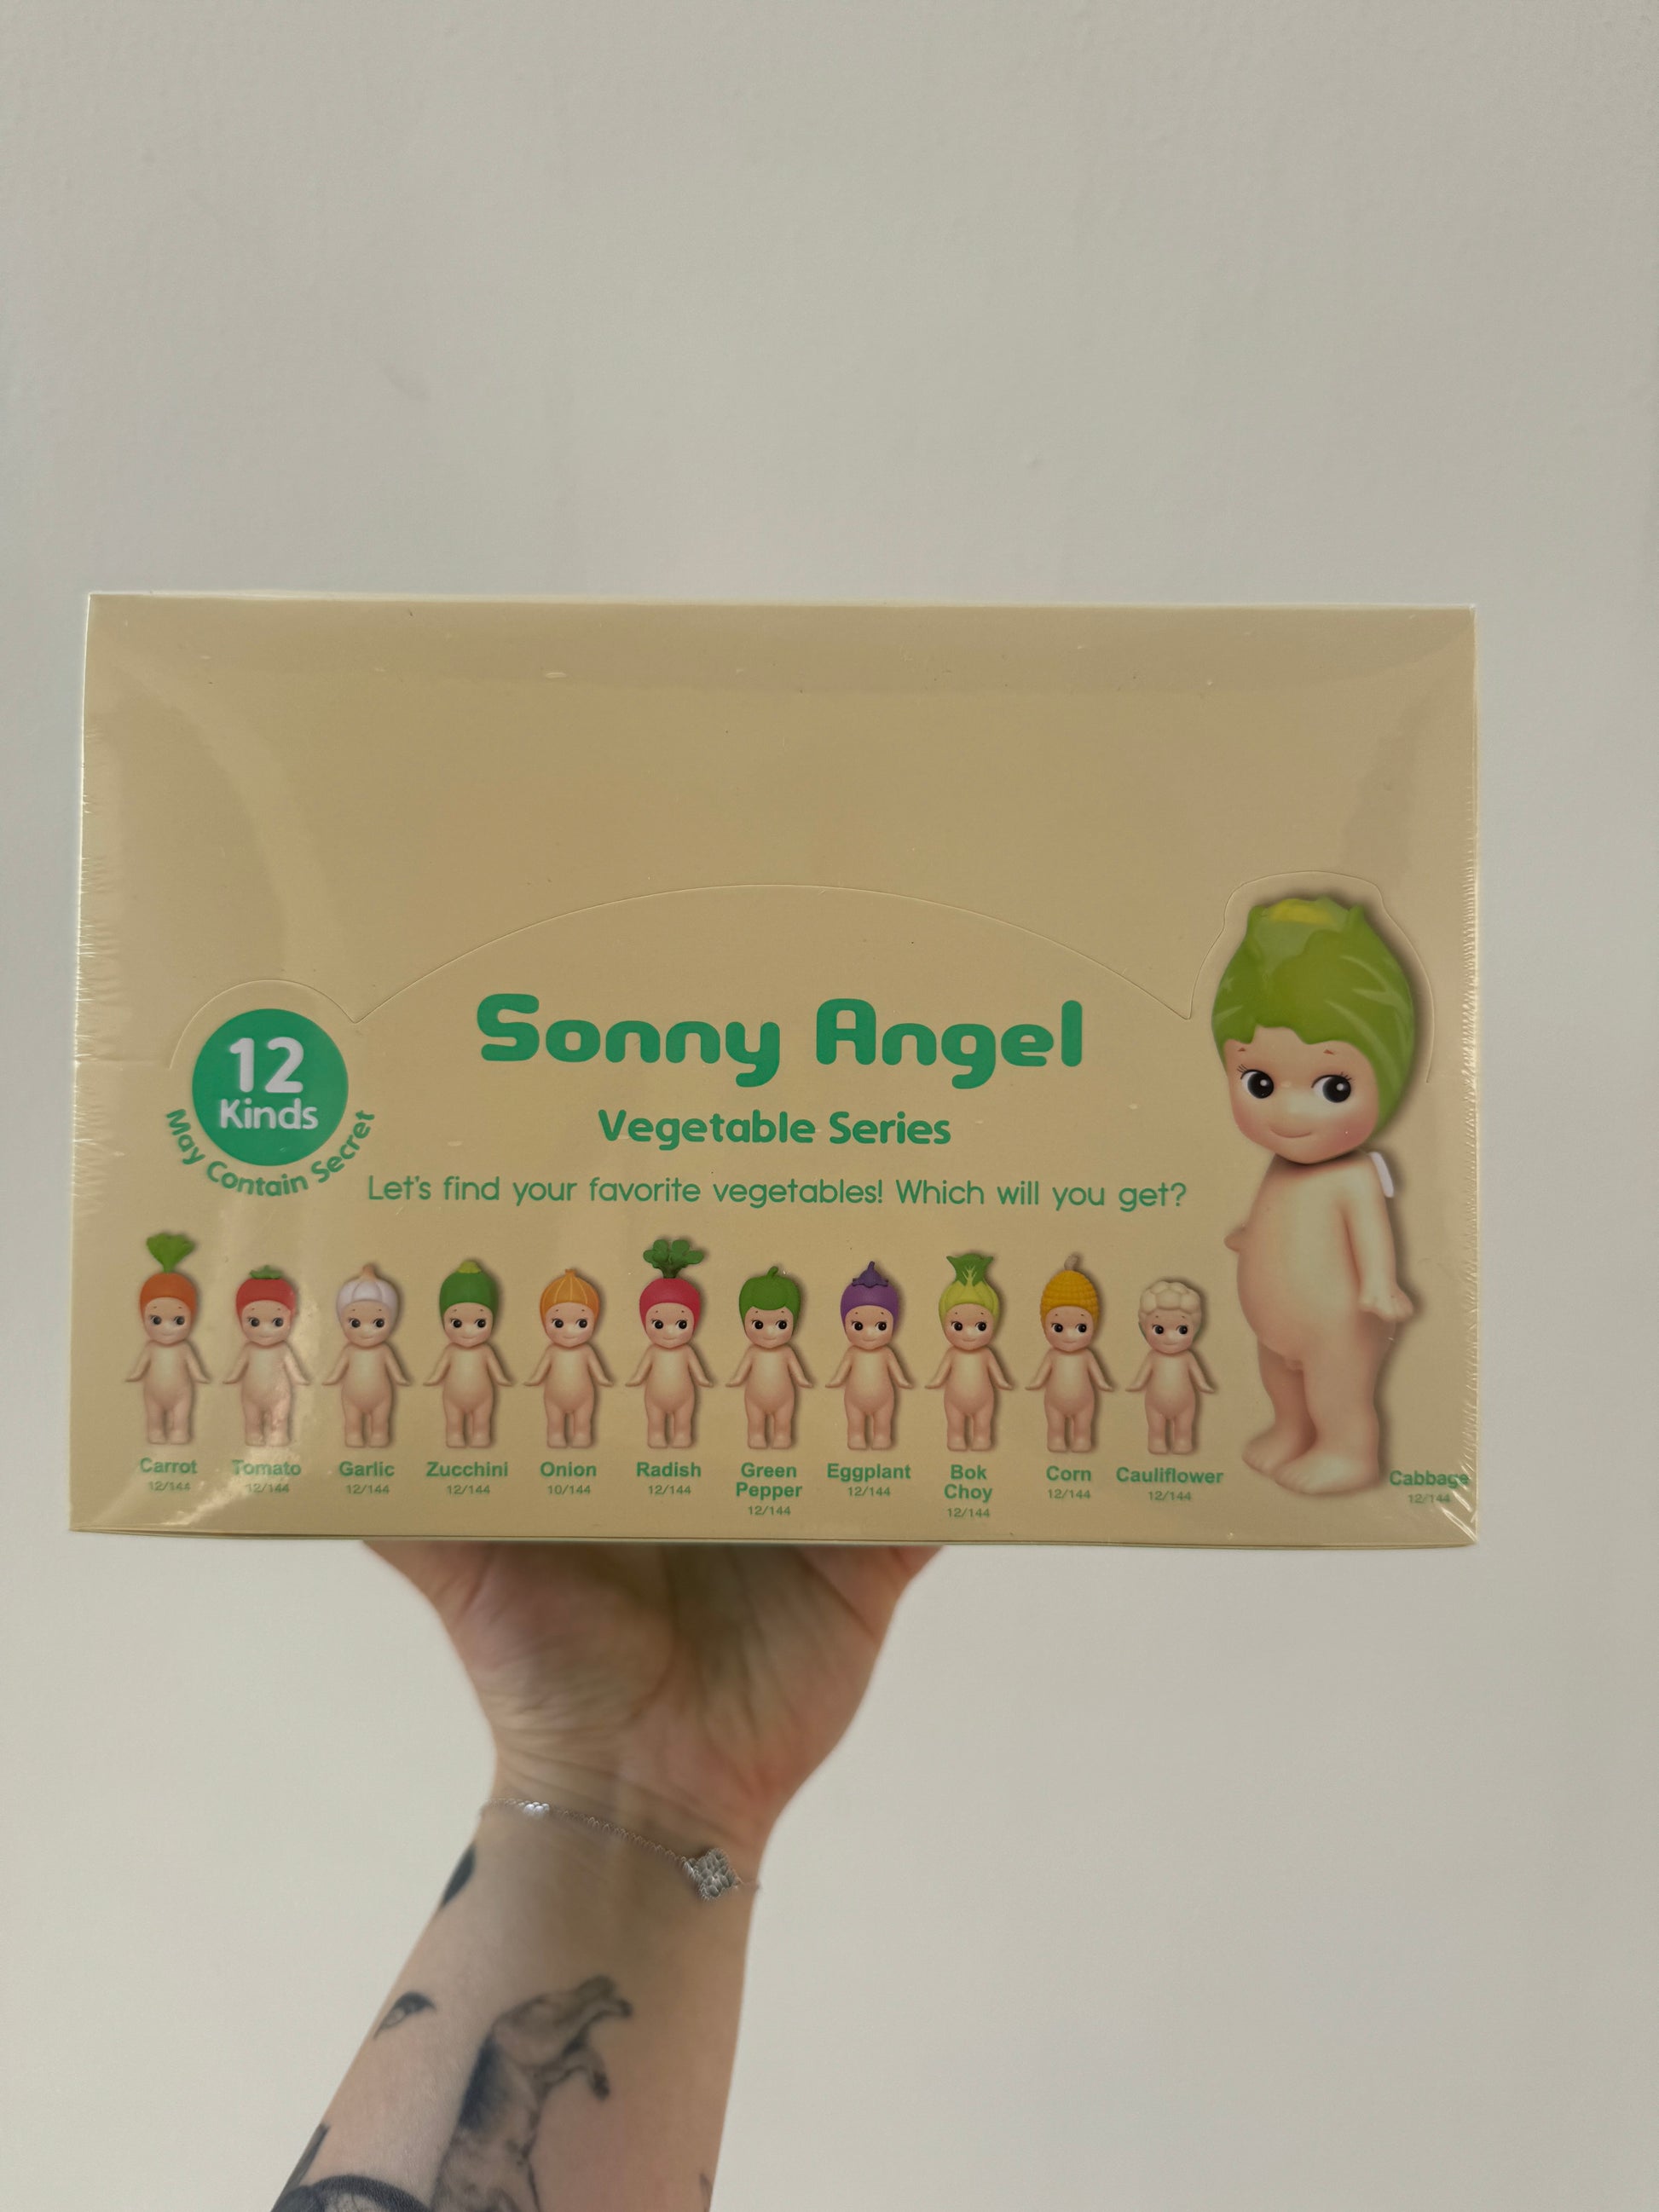 12
Kinds
May Contain Secret
Sonny Angel
Vegetable Series
Let's find your favorite vegetables! Which will you get?
Carrot
12/144
Tomato
12/144
Garlic
12/144
Zucchini
12/144
Onion
10/144
Radish
12/144
Green
Pepper
12/144
Eggplant
12/144
Bok
Choy
12/144
Corn
12/144
Cauliflower
12/144
Cabbage
12/144